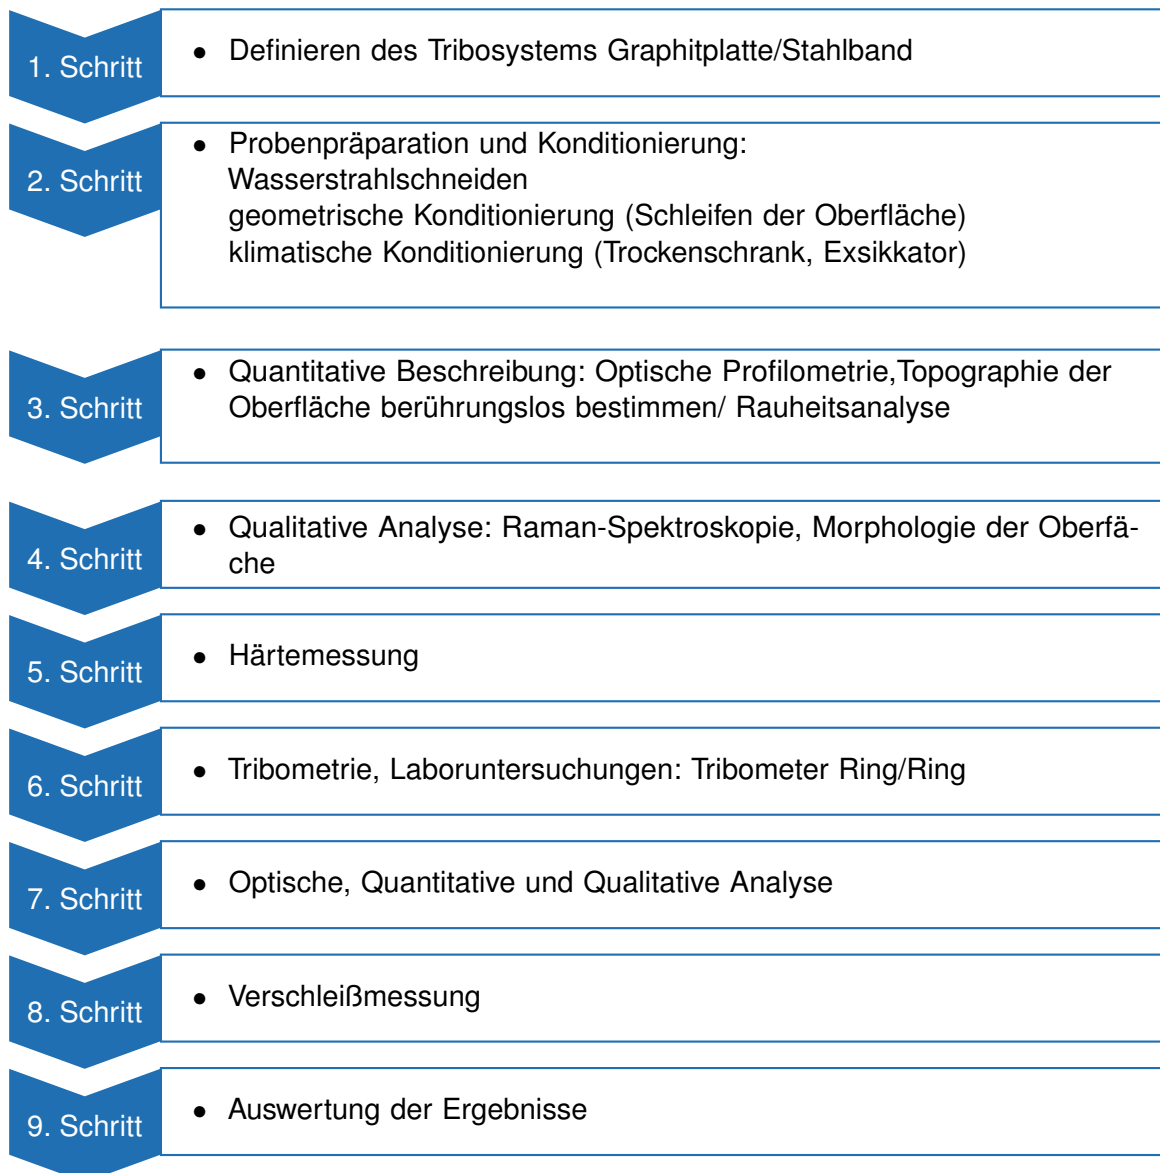 1. Schritt
• Definieren des Tribosystems Graphitplatte/Stahlband
2. Schritt
• Probenpräparation und Konditionierung:
Wasserstrahlschneiden
geometrische Konditionierung (Schleifen der Oberfläche)
klimatische Konditionierung (Trockenschrank, Exsikkator)
3. Schritt
• Quantitative Beschreibung: Optische Profilometrie,Topographie der
Oberfläche berührungslos bestimmen/ Rauheitsanalyse
4. Schritt
• Qualitative Analyse: Raman-Spektroskopie, Morphologie der Oberfä-
che
5. Schritt
• Härtemessung
6. Schritt
• Tribometrie, Laboruntersuchungen: Tribometer Ring/Ring
7. Schritt
• Optische, Quantitative und Qualitative Analyse
8. Schritt
• Verschleißmessung
9. Schritt
• Auswertung der Ergebnisse